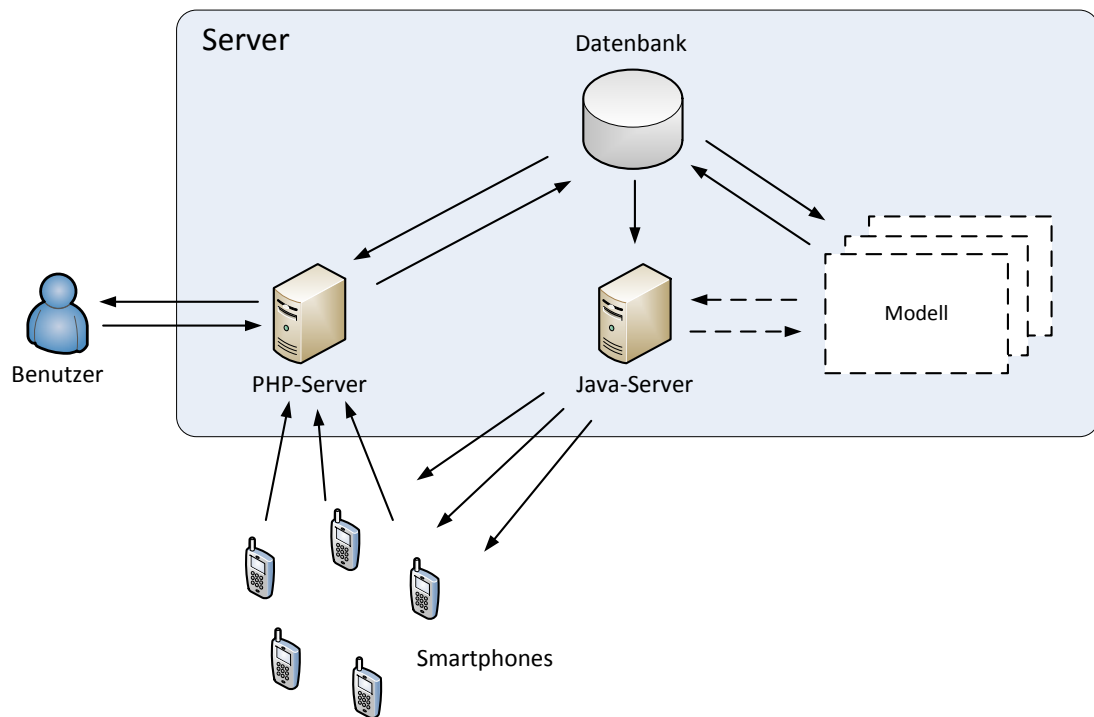 Server
Datenbank
Modell
Benutzer
PHP-Server
Java-Server
Smartphones